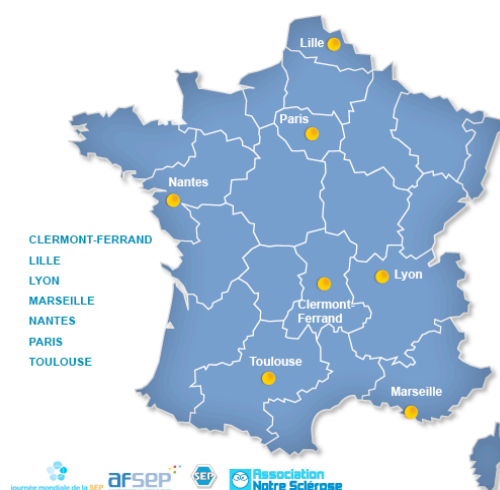 Lille
Paris
Nantes
Lyon
Clermont-
Ferrand
Toulouse
Marseille
CLERMONT-FERRAND
LILLE
LYON
MARSEILLE
NANTES
PARIS
TOULOUSE
journée mondiale de la SEP
afsep
SEP
Association
Notre Sclérose